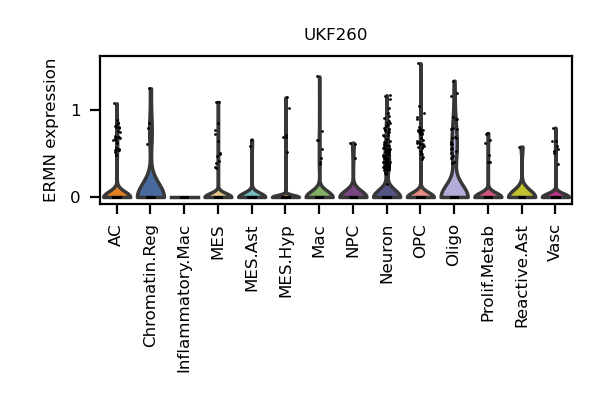 UKF260
ERMN expression
1
0
AC
Chromatin.Reg
Inflammatory.Mac
MES
MES.Ast
MES.Hyp
Mac
NPC
Neuron
OPC
Oligo
Prolif.Metab
Reactive.Ast
Vasc